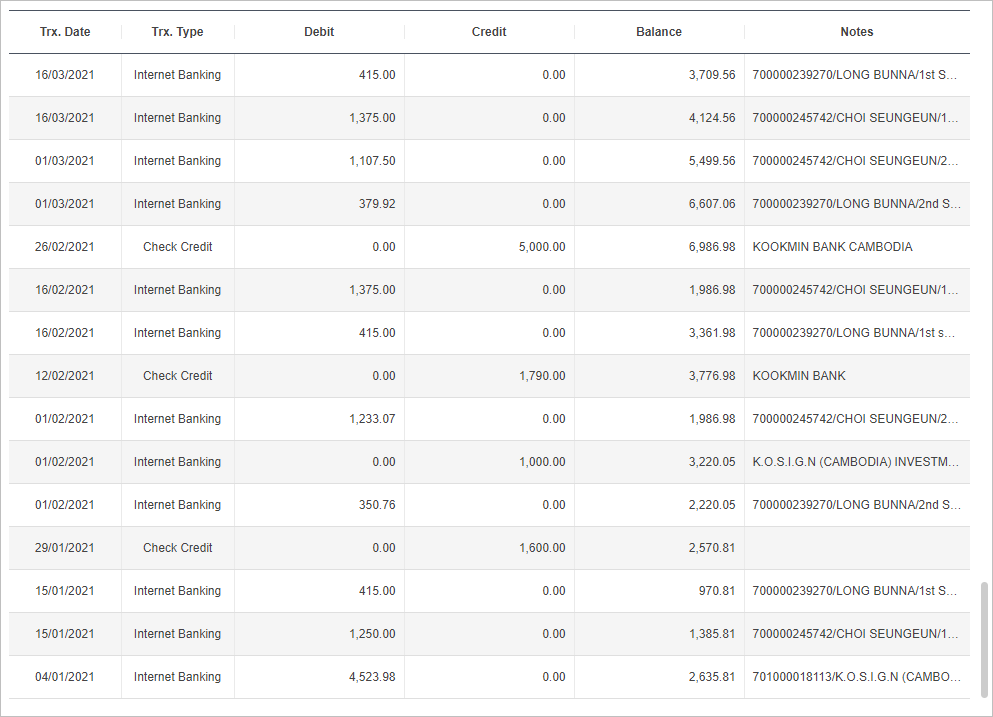 Trx. Date Trx. Type Debit Credit Balance Notes
16/03/2021 Internet Banking 415.00 0.00 3,709.56 700000239270/LONG BUNNA/1st S...
16/03/2021 Internet Banking 1,375.00 0.00 4,124.56 700000245742/CHOI SEUNGEUN/1...
01/03/2021 Internet Banking 1,107.50 0.00 5,499.56 700000245742/CHOI SEUNGEUN/2...
01/03/2021 Internet Banking 379.92 0.00 6,607.06 700000239270/LONG BUNNA/2nd S...
26/02/2021 Check Credit 0.00 5,000.00 6,986.98 KOOKMIN BANK CAMBODIA
16/02/2021 Internet Banking 1,375.00 0.00 1,986.98 700000245742/CHOI SEUNGEUN/1...
16/02/2021 Internet Banking 415.00 0.00 3,361.98 700000239270/LONG BUNNA/1st s...
12/02/2021 Check Credit 0.00 1,790.00 3,776.98 KOOKMIN BANK
01/02/2021 Internet Banking 1,233.07 0.00 1,986.98 700000245742/CHOI SEUNGEUN/2...
01/02/2021 Internet Banking 0.00 1,000.00 3,220.05 K.O.S.I.G.N (CAMBODIA) INVESTM...
01/02/2021 Internet Banking 350.76 0.00 2,220.05 700000239270/LONG BUNNA/2nd S...
29/01/2021 Check Credit 0.00 1,600.00 2,570.81
15/01/2021 Internet Banking 415.00 0.00 970.81 700000239270/LONG BUNNA/1st S...
15/01/2021 Internet Banking 1,250.00 0.00 1,385.81 700000245742/CHOI SEUNGEUN/1...
04/01/2021 Internet Banking 4,523.98 0.00 2,635.81 701000018113/K.O.S.I.G.N (CAMBO...